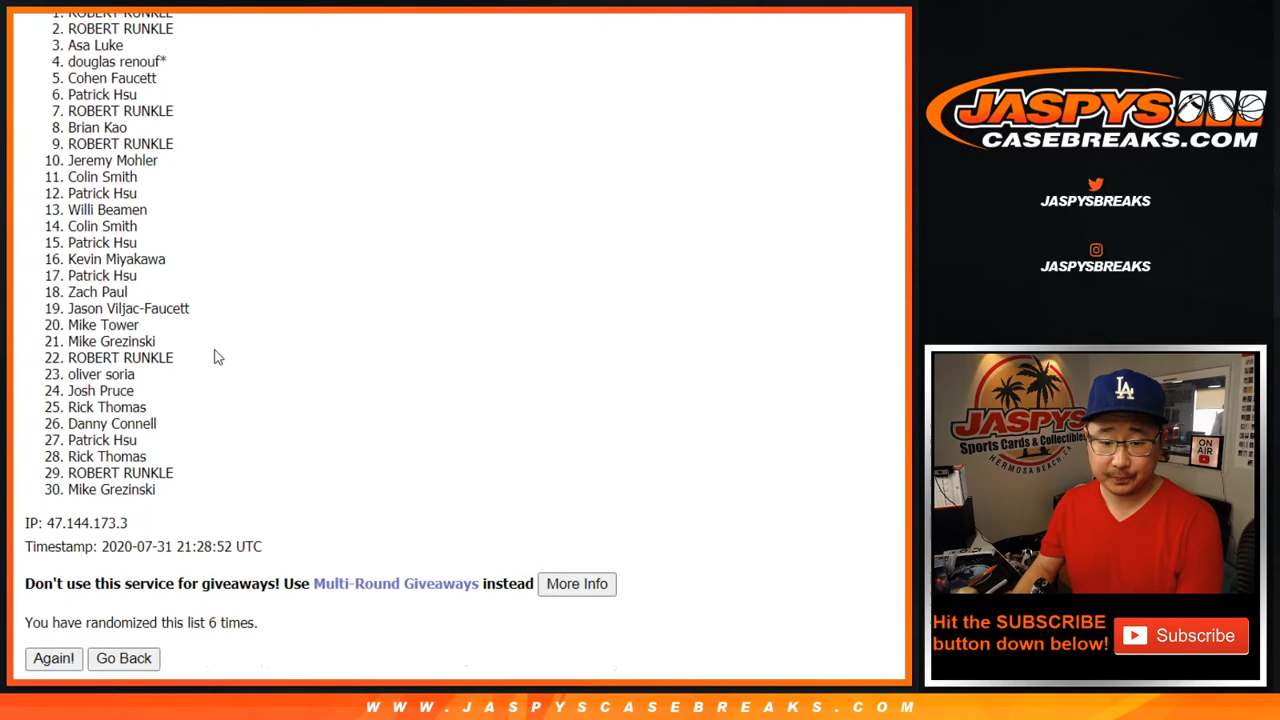 1. ROBERT RUNKLE
2. ROBERT RUNKLE
3. Asa Luke
4. douglas renouf*
5. Cohen Faucett
6. Patrick Hsu
7. ROBERT RUNKLE
8. Brian Kao
9. ROBERT RUNKLE
10. Jeremy Mohler
11. Colin Smith
12. Patrick Hsu
13. Willi Beamen
14. Colin Smith
15. Patrick Hsu
16. Kevin Miyakawa
17. Patrick Hsu
18. Zach Paul
19. Jason Viljac-Faucett
20. Mike Tower
21. Mike Grezinski
22. ROBERT RUNKLE
23. oliver soria
24. Josh Pruce
25. Rick Thomas
26. Danny Connell
27. Patrick Hsu
28. Rick Thomas
29. ROBERT RUNKLE
30. Mike Grezinski
IP: 47.144.173.3
Timestamp: 2020-07-31 21:28:52 UTC
Don't use this service for giveaways! Use Multi-Round Giveaways instead More Info
You have randomized this list 6 times.
Again! Go Back
JASPYS
CASEBREAKS.COM
JASPYSBREAKS
JASPYSBREAKS
JASPYS
Sports Cards & Collectibles
HERMOSA BEACH, CA
LA
ON
AIR
Hit the SUBSCRIBE
button down below!
Subscribe
WWW.JASPYSCASEBREAKS.COM